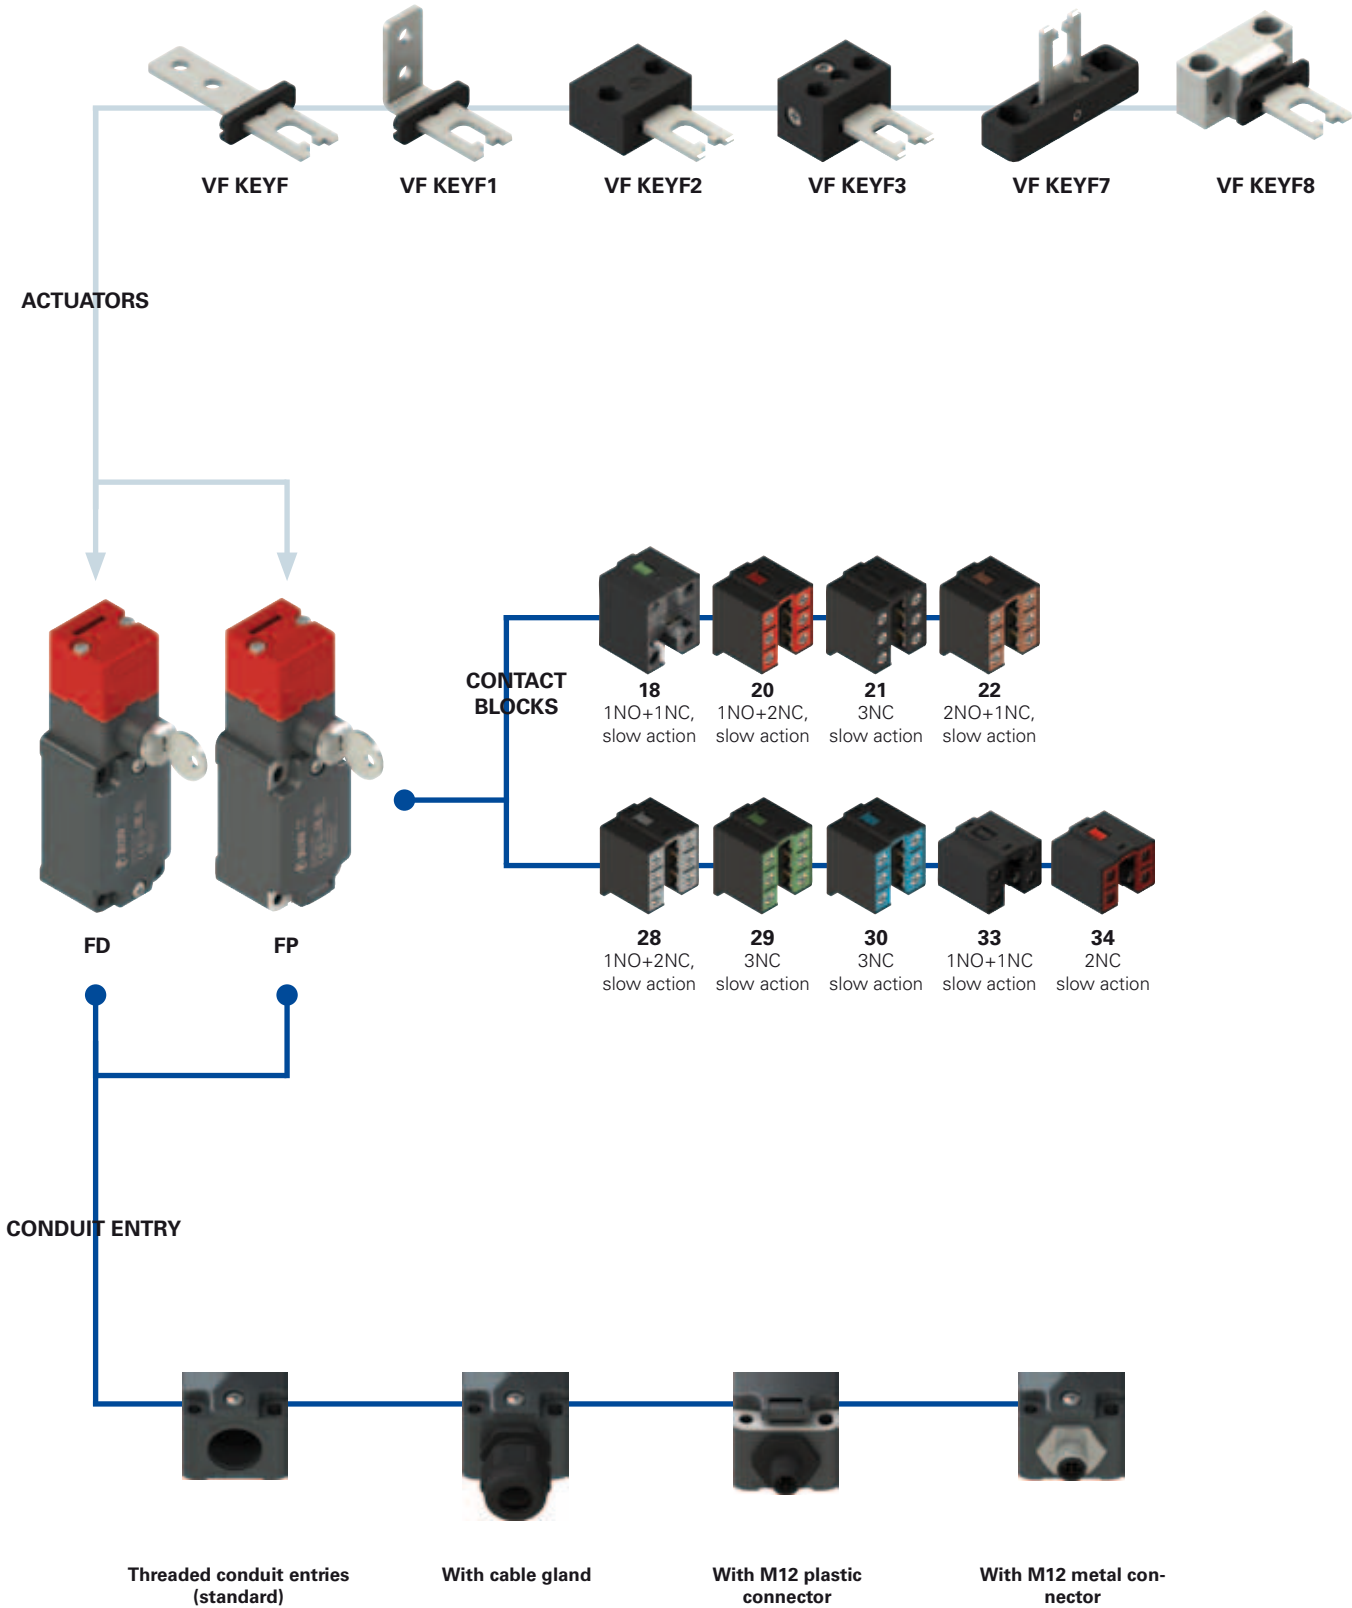 VF KEYF
VF KEYF1
VF KEYF2
VF KEYF3
VF KEYF7
VF KEYF8
ACTUATORS
CONTACT
BLOCKS
18
1NO+1NC,
slow action
20
1NO+2NC,
slow action
21
3NC
slow action
22
2NO+1NC,
slow action
28
1NO+2NC,
slow action
29
3NC
slow action
30
3NC
slow action
33
1NO+1NC
slow action
34
2NC
slow action
FD
FP
CONDUIT ENTRY
Threaded conduit entries
(standard)
With cable gland
With M12 plastic
connector
With M12 metal con-
nector